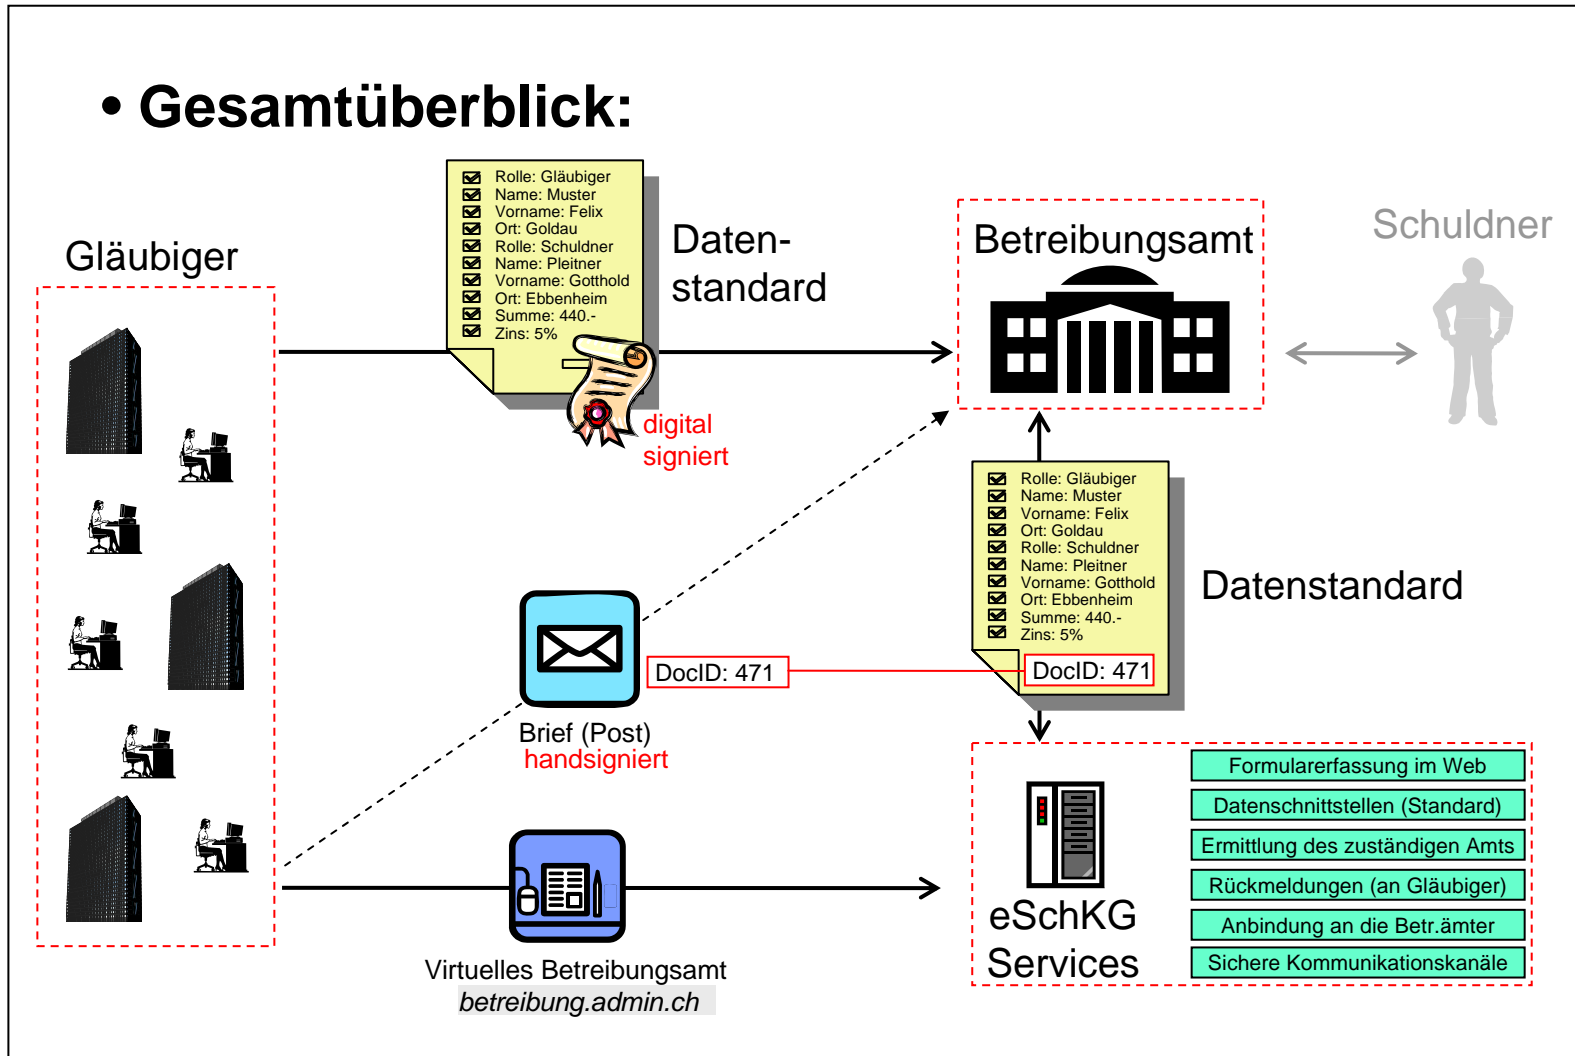 • Gesamtüberblick:
Gläubiger
Rolle: Gläubiger
Name: Muster
Vorname: Felix
Ort: Goldau
Rolle: Schuldner
Name: Pleitner
Vorname: Gotthold
Ort: Ebbenheim
Summe: 440.-
Zins: 5%
digital
signiert
Daten-
standard
Betreibungsamt
Schuldner
Rolle: Gläubiger
Name: Muster
Vorname: Felix
Ort: Goldau
Rolle: Schuldner
Name: Pleitner
Vorname: Gotthold
Ort: Ebbenheim
Summe: 440.-
Zins: 5%
DocID: 471
Datenstandard
DocID: 471
Brief (Post)
handsigniert
Virtuelles Betreibungsamt
betreibung.admin.ch
eSchKG
Services
Formularerfassung im Web
Datenschnittstellen (Standard)
Ermittlung des zuständigen Amts
Rückmeldungen (an Gläubiger)
Anbindung an die Betr.ämter
Sichere Kommunikationskanäle